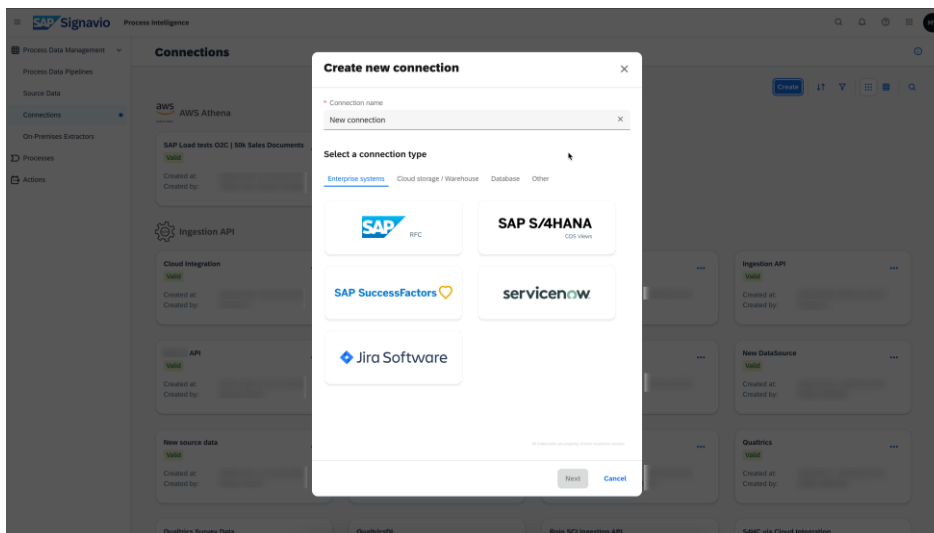 SAP Signavio Process Intelligence
Process Data Management
Process Data Pipelines
Source Data
Connections
On-Premises Extractors
Processes
Actions
Connections
Create
aws AWS Athena
SAP Load tests O2C | 50k Sales Documents
Valid
Created at:
Created by:
Ingestion API
Cloud Integration
Valid
Created at:
Created by:
API
Valid
Created at:
Created by:
New source data
Valid
Created at:
Created by:
Qualtrics Survey Data
QualtricsDL
SCI Ingestion API
S4HC via Cloud Integration
Ingestion API
Valid
Created at:
Created by:
New DataSource
Valid
Created at:
Created by:
Qualtrics
Valid
Created at:
Created by:
Create new connection
* Connection name
New connection
Select a connection type
Enterprise systems Cloud storage / Warehouse Database Other
SAP RFC
SAP S/4HANA
CDS Views
SAP SuccessFactors
servicenow
Jira Software
Next Cancel